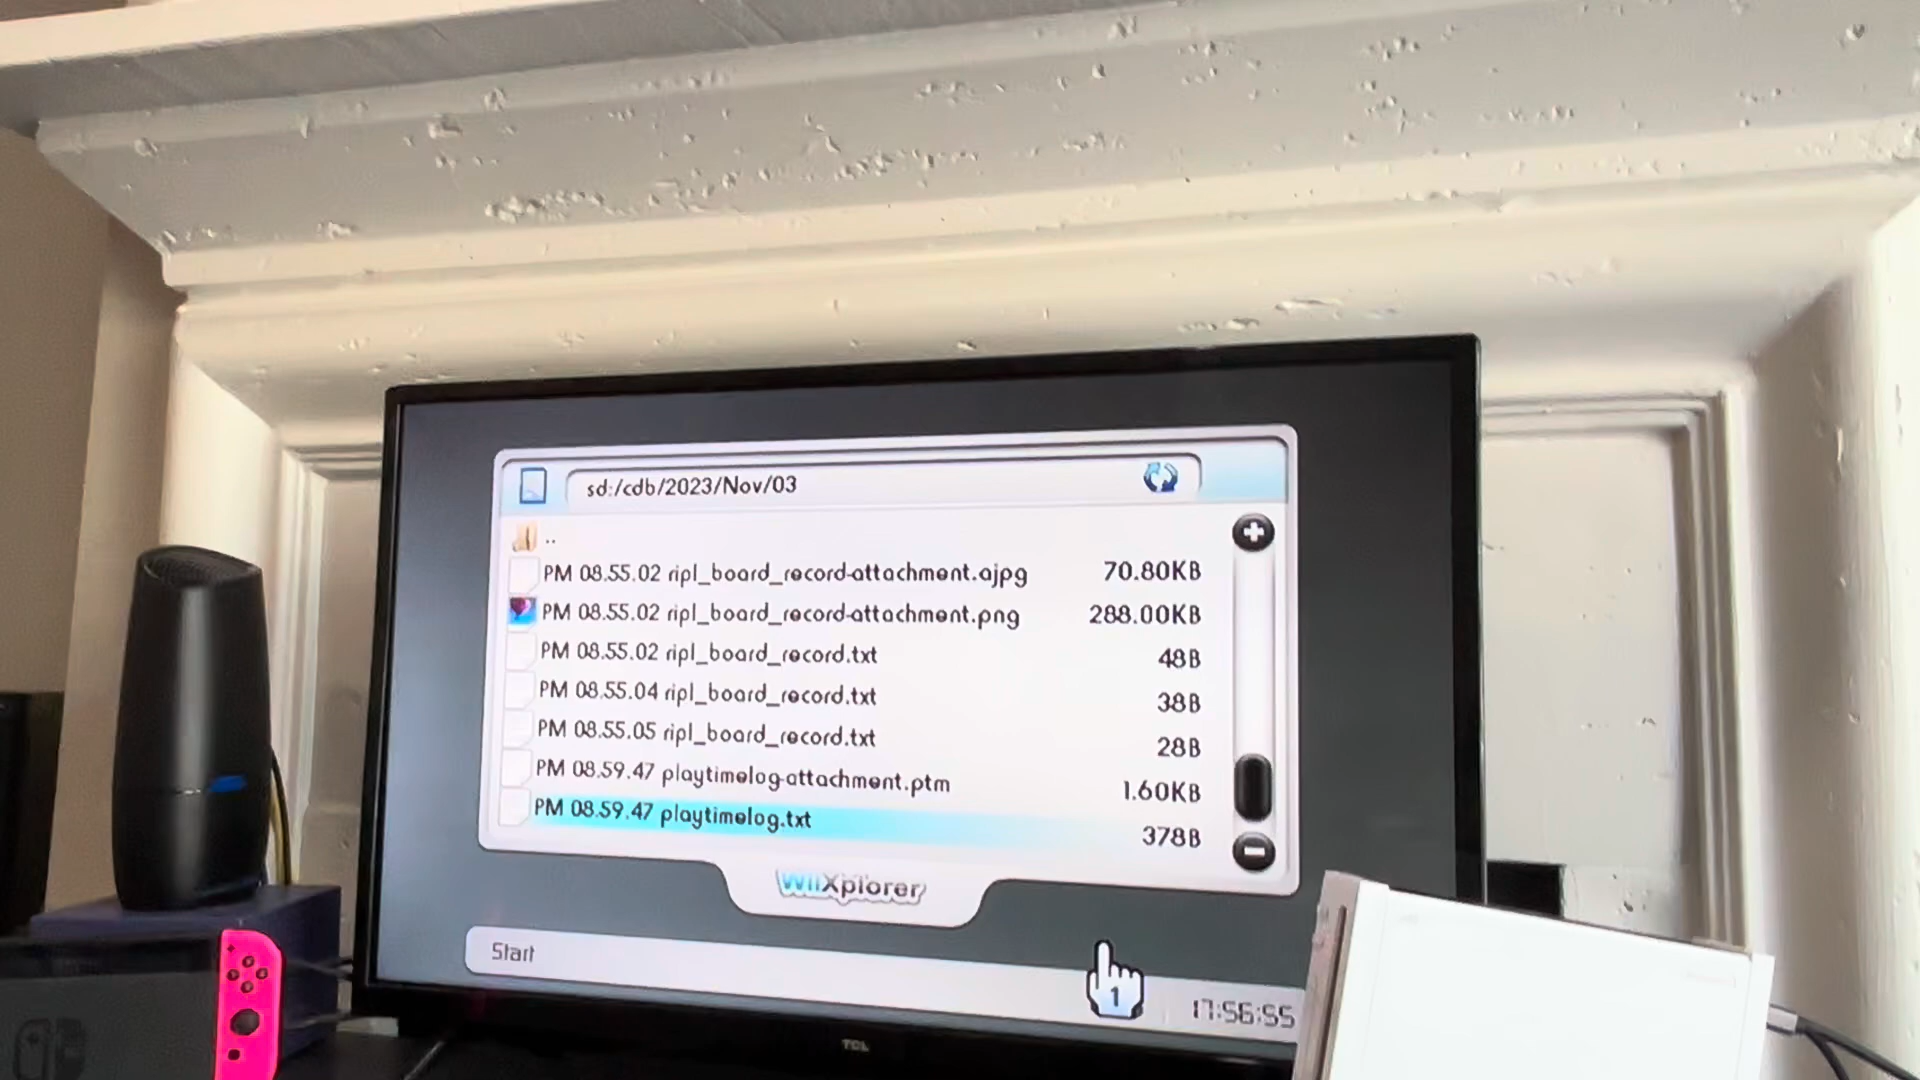 sd:/cdb/2023/Nov/03
..
PM 08.55.02 ripl_board_record-attachment.ajpg 70.80KB
PM 08.55.02 ripl_board_record-attachment.png 288.00KB
PM 08.55.02 ripl_board_record.txt 48B
PM 08.55.04 ripl_board_record.txt 38B
PM 08.55.05 ripl_board_record.txt 28B
PM 08.59.47 playtimelog-attachment.ptm 1.60KB
PM 08.59.47 playtimelog.txt 378B
WiiXplorer
Start
1
17:56:55
TCL